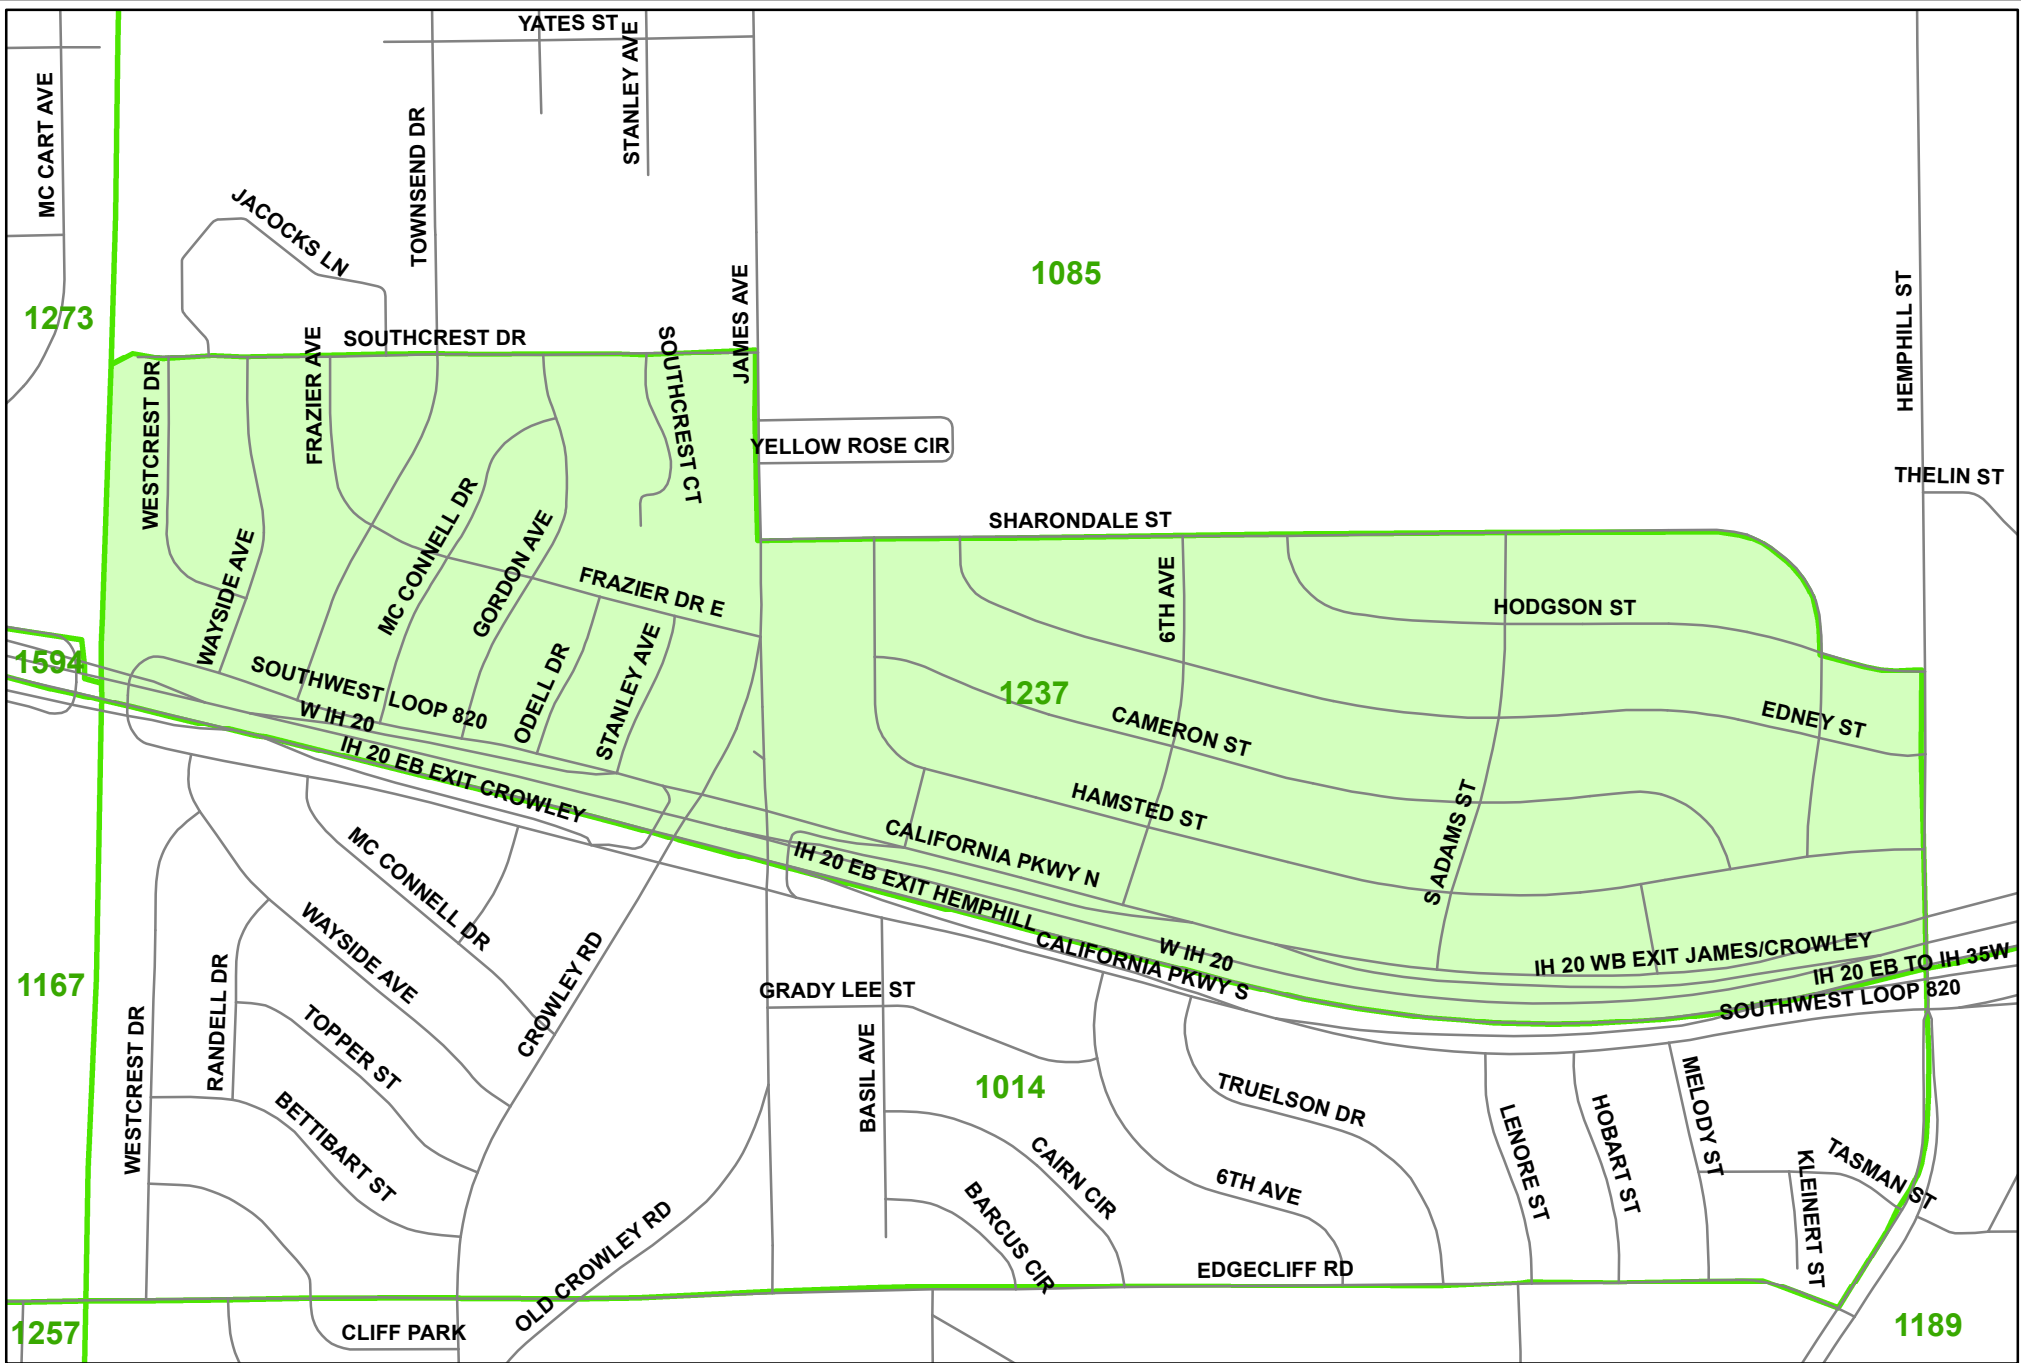 YATES ST
STANLEY AVE
MC CART AVE
TOWNSEND DR
JACOCKS LN
1085
JAMES AVE
HEMPHILL ST
1273
SOUTHCREST DR
FRAZIER AVE
SOUTHCREST CT
WESTCREST DR
YELLOW ROSE CIR
THELIN ST
MC CONNELL DR
GORDON AVE
SHARONDALE ST
WAYSIDE AVE
FRAZIER DR E
6TH AVE
HODGSON ST
1594
SOUTHWEST LOOP 820
ODELL DR
STANLEY AVE
1237
W IH 20
CAMERON ST
EDNEY ST
IH 20 EB EXIT CROWLEY
HAMSTED ST
S ADAMS ST
CALIFORNIA PKWY N
IH 20 EB EXIT HEMPHILL
MC CONNELL DR
WAYSIDE AVE
W IH 20
CALIFORNIA PKWY S
IH 20 WB EXIT JAMES/CROWLEY
IH 20 EB TO IH 35W
SOUTHWEST LOOP 820
1167
CROWLEY RD
GRADY LEE ST
RANDELL DR
WESTCREST DR
TOPPER ST
BASIL AVE
1014
TRUELSON DR
BETTIBART ST
CAIRN CIR
6TH AVE
LENORE ST
HOBART ST
MELODY ST
KLEINERT ST
TASMAN ST
BARCUS CIR
OLD CROWLEY RD
EDGECLIFF RD
1257
CLIFF PARK
1189